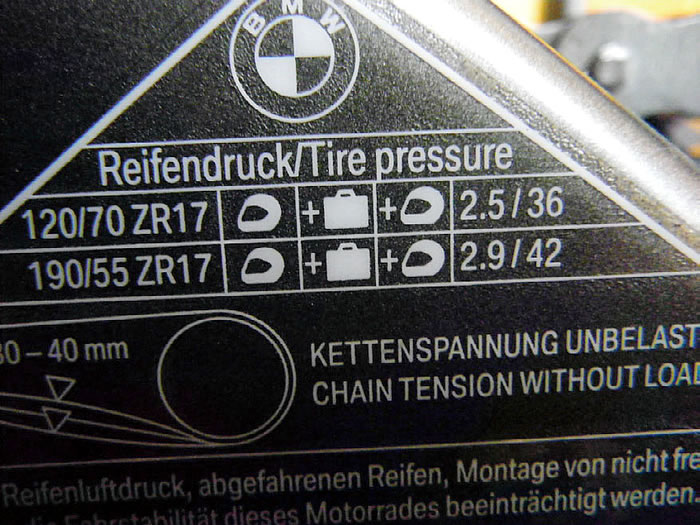 BMW
Reifendruck/Tire pressure
120/70 ZR17 + + 2.5/36
190/55 ZR17 + + 2.9/42
30 – 40 mm
KETTENSPANNUNG UNBELAST
CHAIN TENSION WITHOUT LOAD
Reifenluftdruck, abgefahrenen Reifen, Montage von nicht fre
die Fahrstabilität dieses Motorrades beeinträchtigt werden.